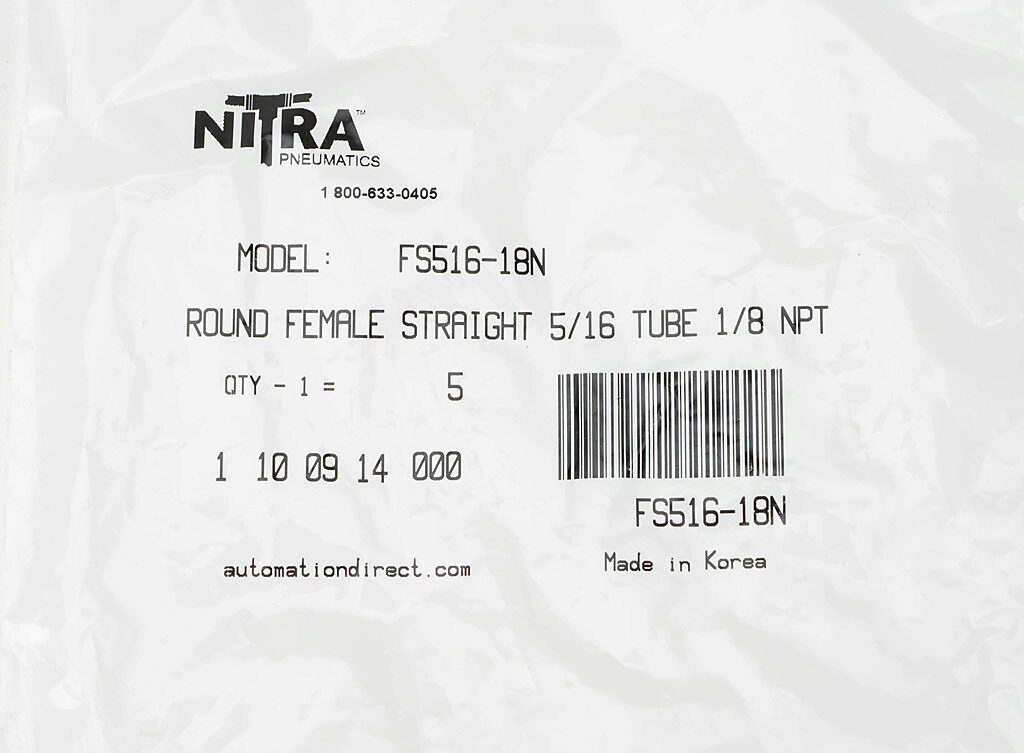 NITRA™
PNEUMATICS
1 800-633-0405
MODEL: FS516-18N
ROUND FEMALE STRAIGHT 5/16 TUBE 1/8 NPT
QTY - 1 = 5
1 10 09 14 000
FS516-18N
automationdirect.com
Made in Korea